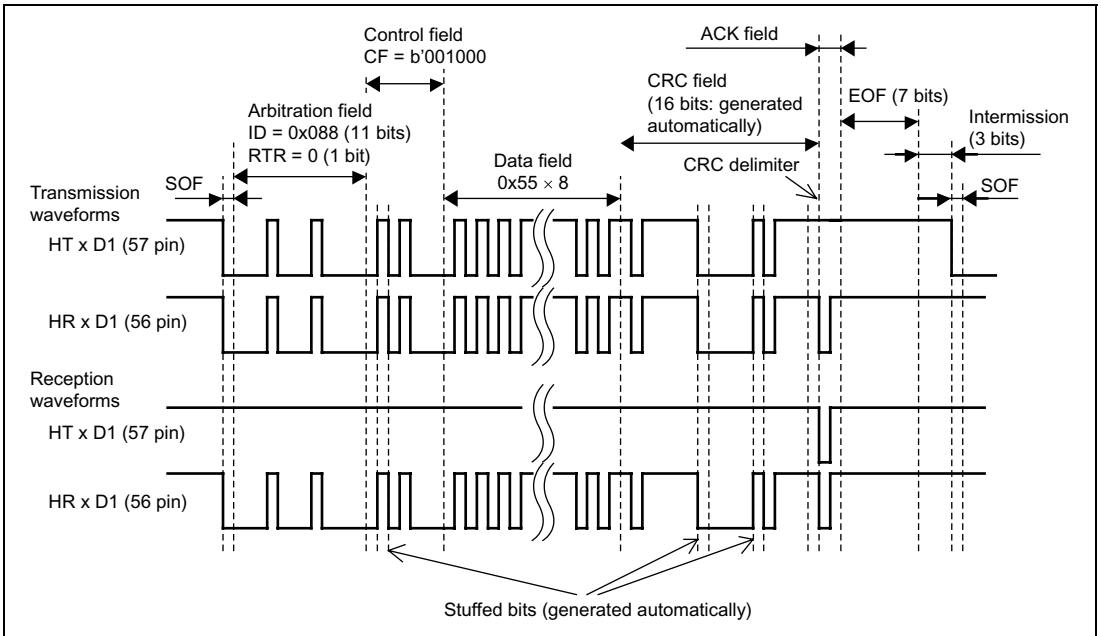 Control field
CF = b'001000
ACK field
CRC field
(16 bits: generated
automatically)
EOF (7 bits)
Arbitration field
ID = 0x088 (11 bits)
RTR = 0 (1 bit)
Intermission
(3 bits)
Data field
0x55 × 8
CRC delimiter
SOF
SOF
Transmission
waveforms
HT x D1 (57 pin)
HR x D1 (56 pin)
Reception
waveforms
HT x D1 (57 pin)
HR x D1 (56 pin)
Stuffed bits (generated automatically)